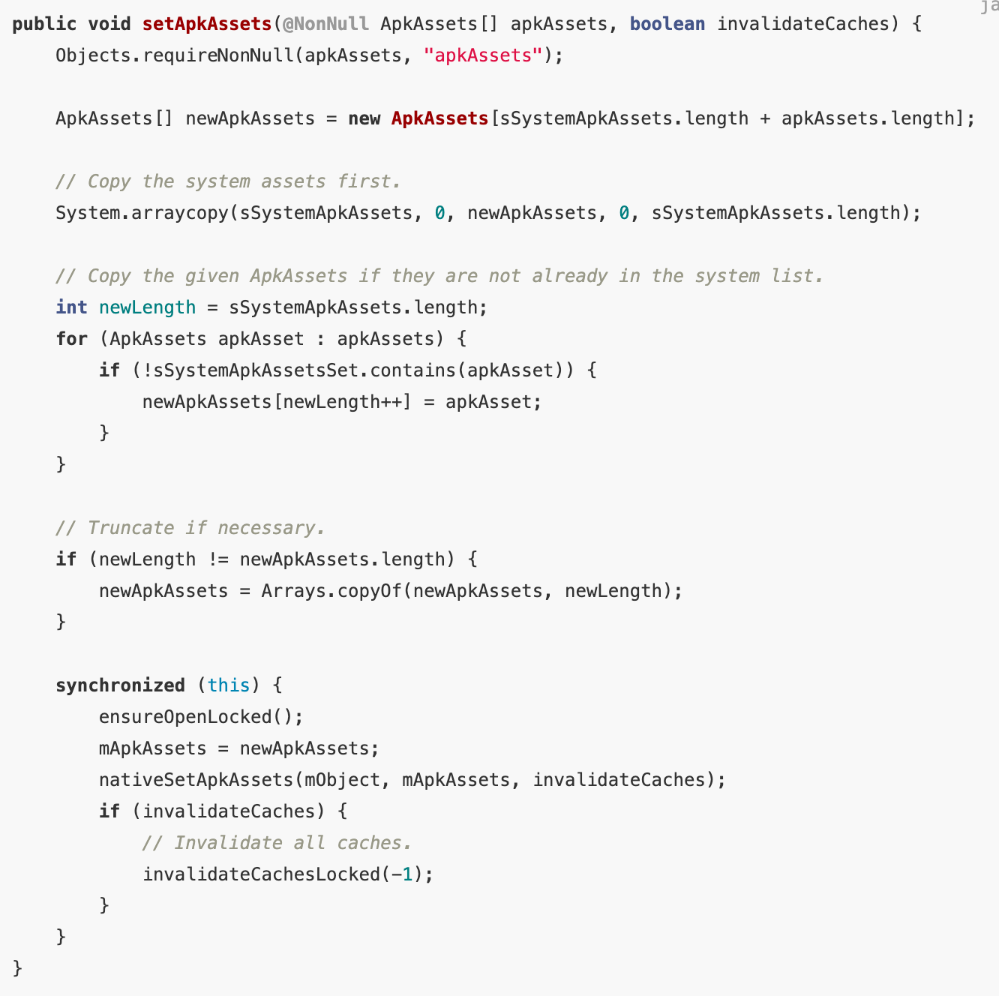 ja
public void setApkAssets(@NonNull ApkAssets[] apkAssets, boolean invalidateCaches) {
    Objects.requireNonNull(apkAssets, "apkAssets");

    ApkAssets[] newApkAssets = new ApkAssets[sSystemApkAssets.length + apkAssets.length];

    // Copy the system assets first.
    System.arraycopy(sSystemApkAssets, 0, newApkAssets, 0, sSystemApkAssets.length);

    // Copy the given ApkAssets if they are not already in the system list.
    int newLength = sSystemApkAssets.length;
    for (ApkAssets apkAsset : apkAssets) {
        if (!sSystemApkAssetsSet.contains(apkAsset)) {
            newApkAssets[newLength++] = apkAsset;
        }
    }

    // Truncate if necessary.
    if (newLength != newApkAssets.length) {
        newApkAssets = Arrays.copyOf(newApkAssets, newLength);
    }

    synchronized (this) {
        ensureOpenLocked();
        mApkAssets = newApkAssets;
        nativeSetApkAssets(mObject, mApkAssets, invalidateCaches);
        if (invalidateCaches) {
            // Invalidate all caches.
            invalidateCachesLocked(-1);
        }
    }
}